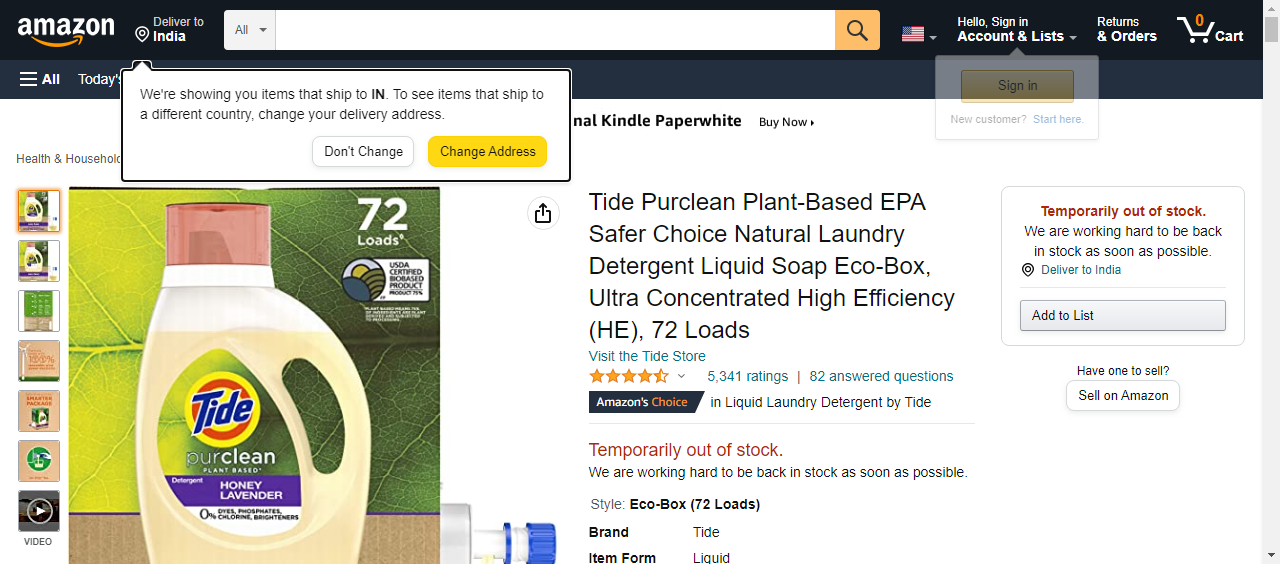 amazon
Deliver to
India
All
Hello, Sign in
Account & Lists
Returns
& Orders
0
Cart
All
Today's
Sign in
New customer? Start here.
We're showing you items that ship to IN. To see items that ship to
a different country, change your delivery address.
Don't Change
Change Address
nal Kindle Paperwhite
Buy Now
Health & Household
72
Loads◊
USDA
CERTIFIED
BIOBASED
PRODUCT
PRODUCT 75%
Tide
purclean
PLANT BASED*
Detergent
HONEY
LAVENDER
0% DYES, PHOSPHATES,
CHLORINE, BRIGHTENERS
VIDEO
Tide Purclean Plant-Based EPA
Safer Choice Natural Laundry
Detergent Liquid Soap Eco-Box,
Ultra Concentrated High Efficiency
(HE), 72 Loads
Visit the Tide Store
5,341 ratings | 82 answered questions
Amazon's Choice in Liquid Laundry Detergent by Tide
Temporarily out of stock.
We are working hard to be back in stock as soon as possible.
Style: Eco-Box (72 Loads)
Brand Tide
Item Form Liquid
Temporarily out of stock.
We are working hard to be back
in stock as soon as possible.
Deliver to India
Add to List
Have one to sell?
Sell on Amazon